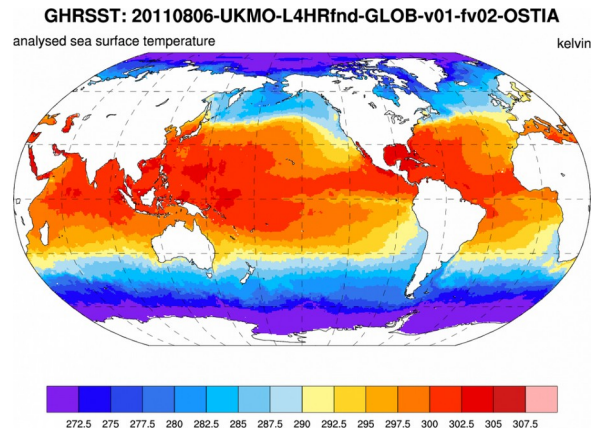 GHRSST: 20110806-UKMO-L4HRfnd-GLOB-v01-fv02-OSTIA
analysed sea surface temperature kelvin
272.5 275 277.5 280 282.5 285 287.5 290 292.5 295 297.5 300 302.5 305 307.5